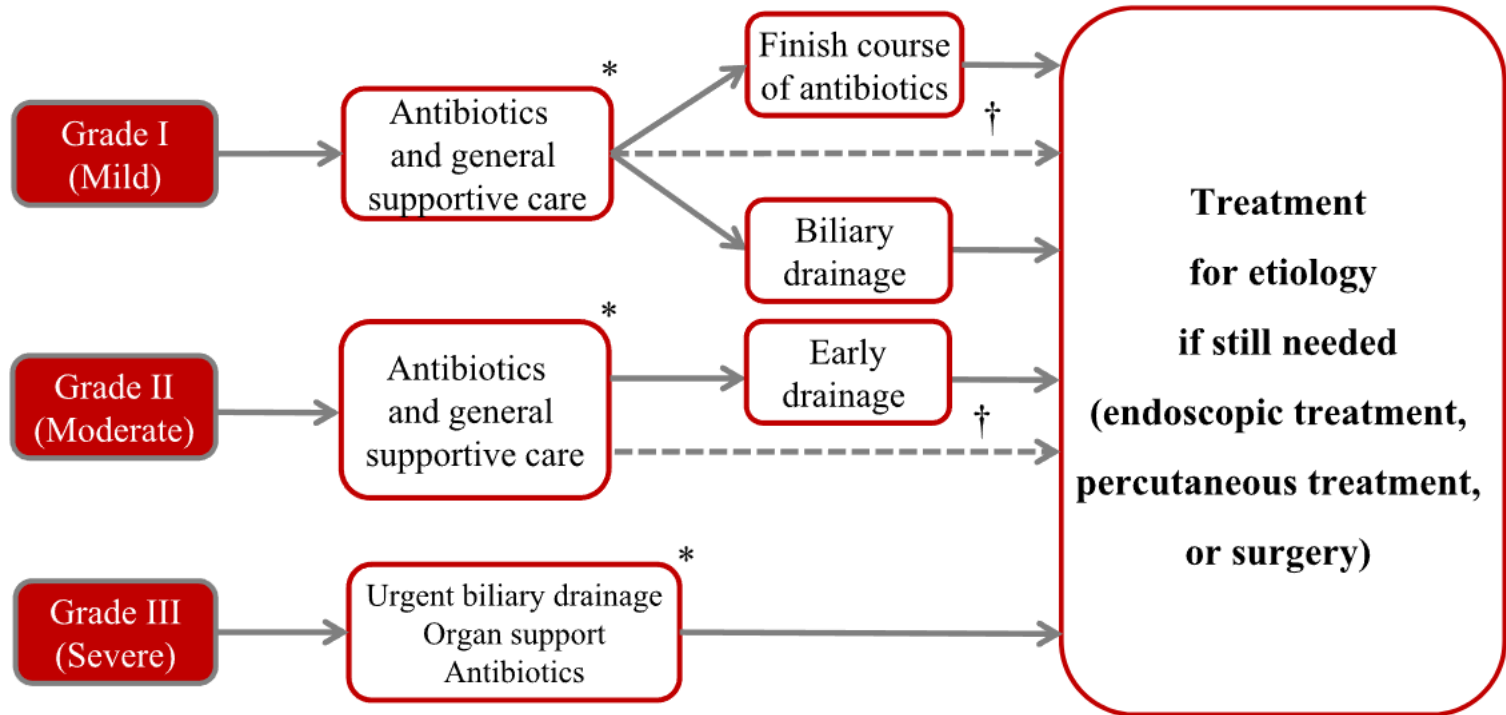 Grade I
(Mild)
*
Antibiotics
and general
supportive care
Finish course
of antibiotics
†
Biliary
drainage
Grade II
(Moderate)
*
Antibiotics
and general
supportive care
Early
drainage
†
Grade III
(Severe)
*
Urgent biliary drainage
Organ support
Antibiotics
Treatment
for etiology
if still needed
(endoscopic treatment,
percutaneous treatment,
or surgery)